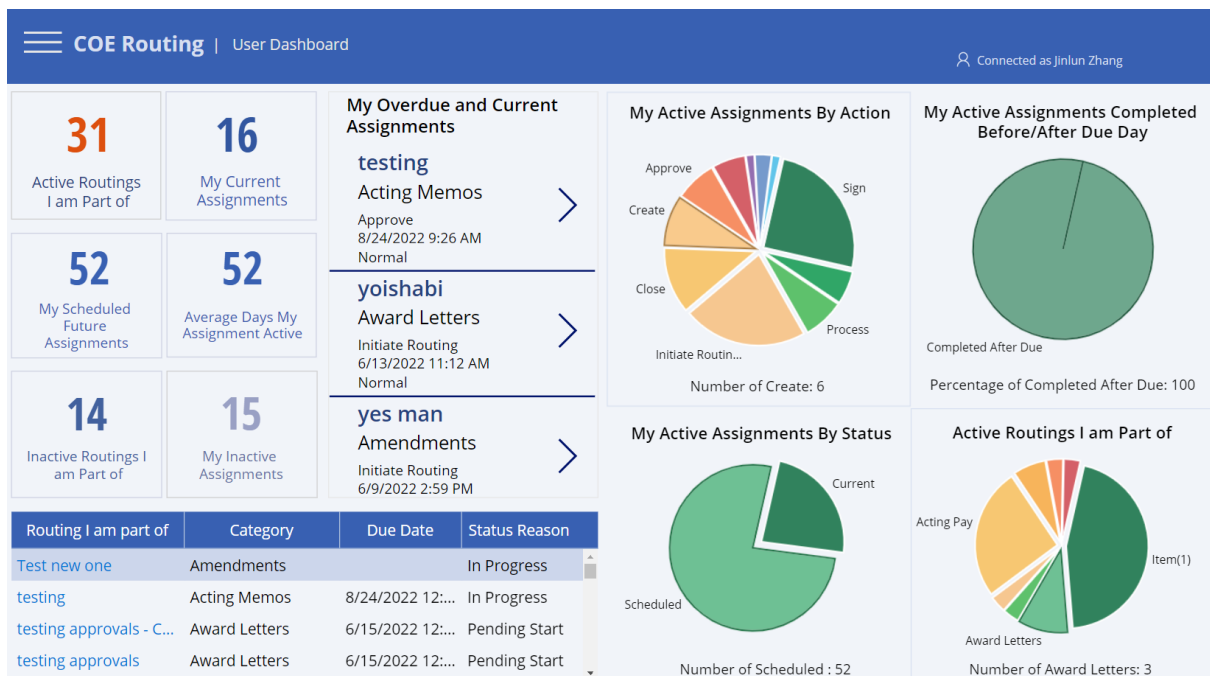 COE Routing | User Dashboard
Connected as Jinlun Zhang
31
Active Routings
I am Part of
16
My Current
Assignments
52
My Scheduled
Future
Assignments
52
Average Days My
Assignment Active
14
Inactive Routings I
am Part of
15
My Inactive
Assignments
My Overdue and Current
Assignments
testing
Acting Memos
Approve
8/24/2022 9:26 AM
Normal
yoishabi
Award Letters
Initiate Routing
6/13/2022 11:12 AM
Normal
yes man
Amendments
Initiate Routing
6/9/2022 2:59 PM
Routing I am part of Category Due Date Status Reason
Test new one Amendments In Progress
testing Acting Memos 8/24/2022 12:... In Progress
testing approvals - C... Award Letters 6/15/2022 12:... Pending Start
testing approvals Award Letters 6/15/2022 12:... Pending Start
My Active Assignments By Action
Approve
Sign
Create
Close
Process
Initiate Routin...
Number of Create: 6
My Active Assignments Completed
Before/After Due Day
Completed After Due
Percentage of Completed After Due: 100
My Active Assignments By Status
Current
Scheduled
Number of Scheduled : 52
Active Routings I am Part of
Acting Pay
Item(1)
Award Letters
Number of Award Letters: 3